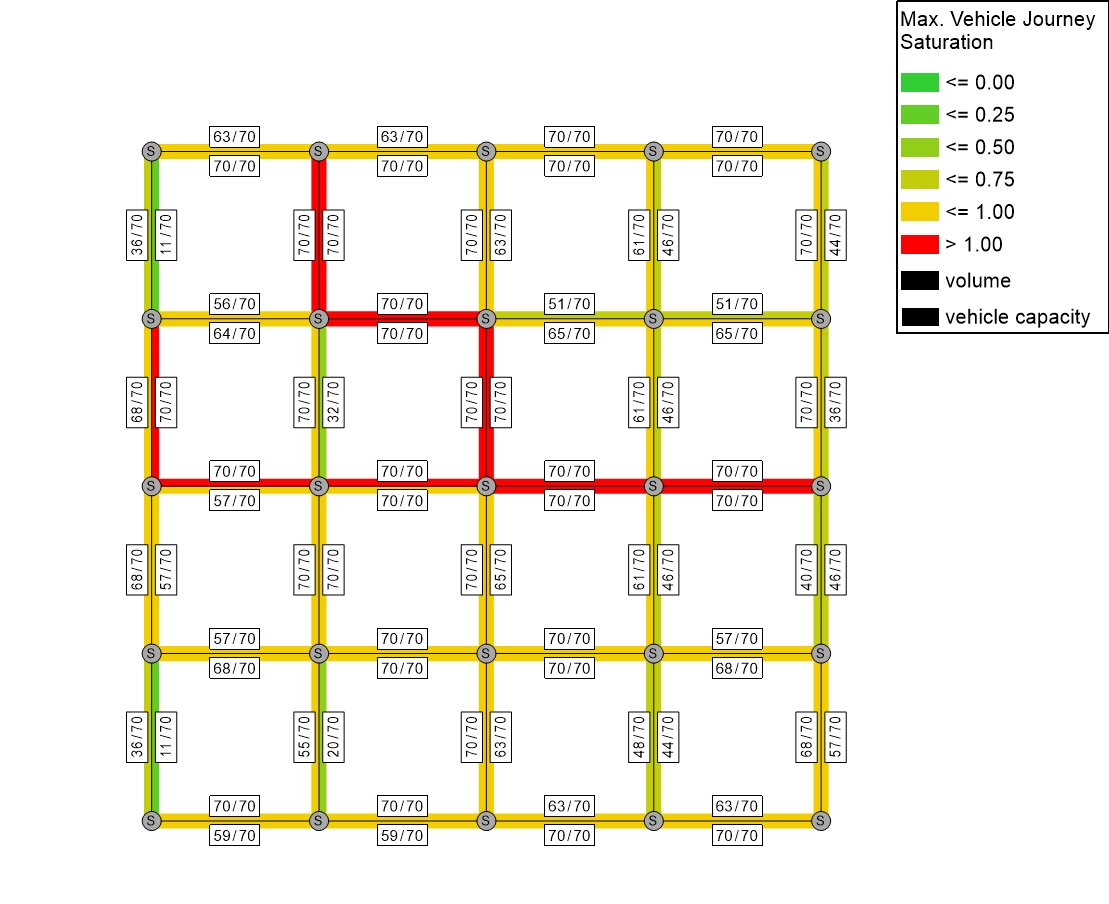 Max. Vehicle Journey
Saturation
<= 0.00
<= 0.25
<= 0.50
<= 0.75
<= 1.00
> 1.00
volume
vehicle capacity
63/70 63/70 70/70 70/70
S S S S S
70/70 70/70 70/70 70/70
36/70 11/70 70/70 70/70 70/70 63/70 61/70 46/70 70/70 44/70
56/70 70/70 51/70 51/70
S S S S S
64/70 70/70 65/70 65/70
68/70 70/70 70/70 32/70 70/70 70/70 61/70 46/70 70/70 36/70
70/70 70/70 70/70 70/70
S S S S S
57/70 70/70 70/70 70/70
68/70 57/70 70/70 70/70 70/70 65/70 61/70 46/70 40/70 46/70
57/70 70/70 70/70 57/70
S S S S S
68/70 70/70 70/70 68/70
36/70 11/70 55/70 20/70 70/70 63/70 48/70 44/70 68/70 57/70
70/70 70/70 63/70 63/70
S S S S S
59/70 59/70 70/70 70/70